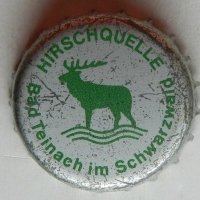 HIRSCHQUELLE
Bad Teinach im Schwarzwald